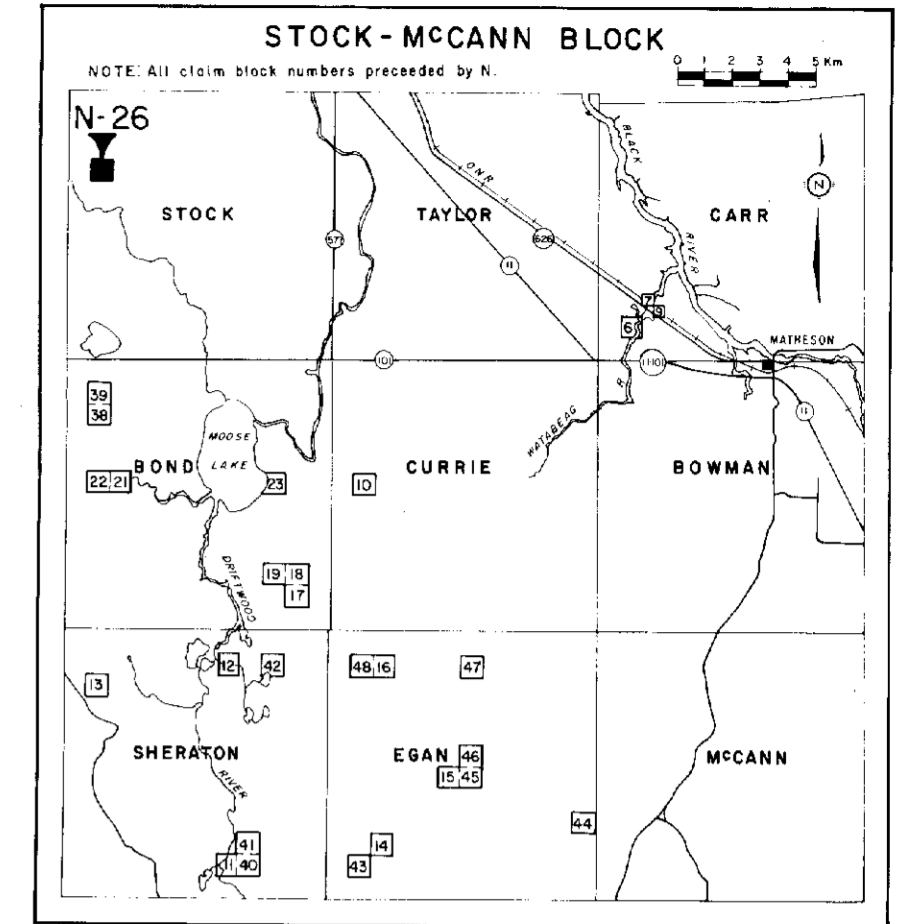 STOCK-McCANN BLOCK
NOTE: All claim block numbers preceeded by N.
0 1 2 3 4 5 Km
N-26
BLACK RIVER
N
STOCK
TAYLOR
CARR
ONR
577
626
11
7
9
6
MATHESON
101
11-101
39
38
11
MOOSE LAKE
WATABEAG R.
BOND
CURRIE
BOWMAN
22 21
23
10
DRIFTWOOD
19 18
17
12
42
48 16
47
13
SHERATON
EGAN
McCANN
46
15 45
RIVER
44
41
14
11 40
43